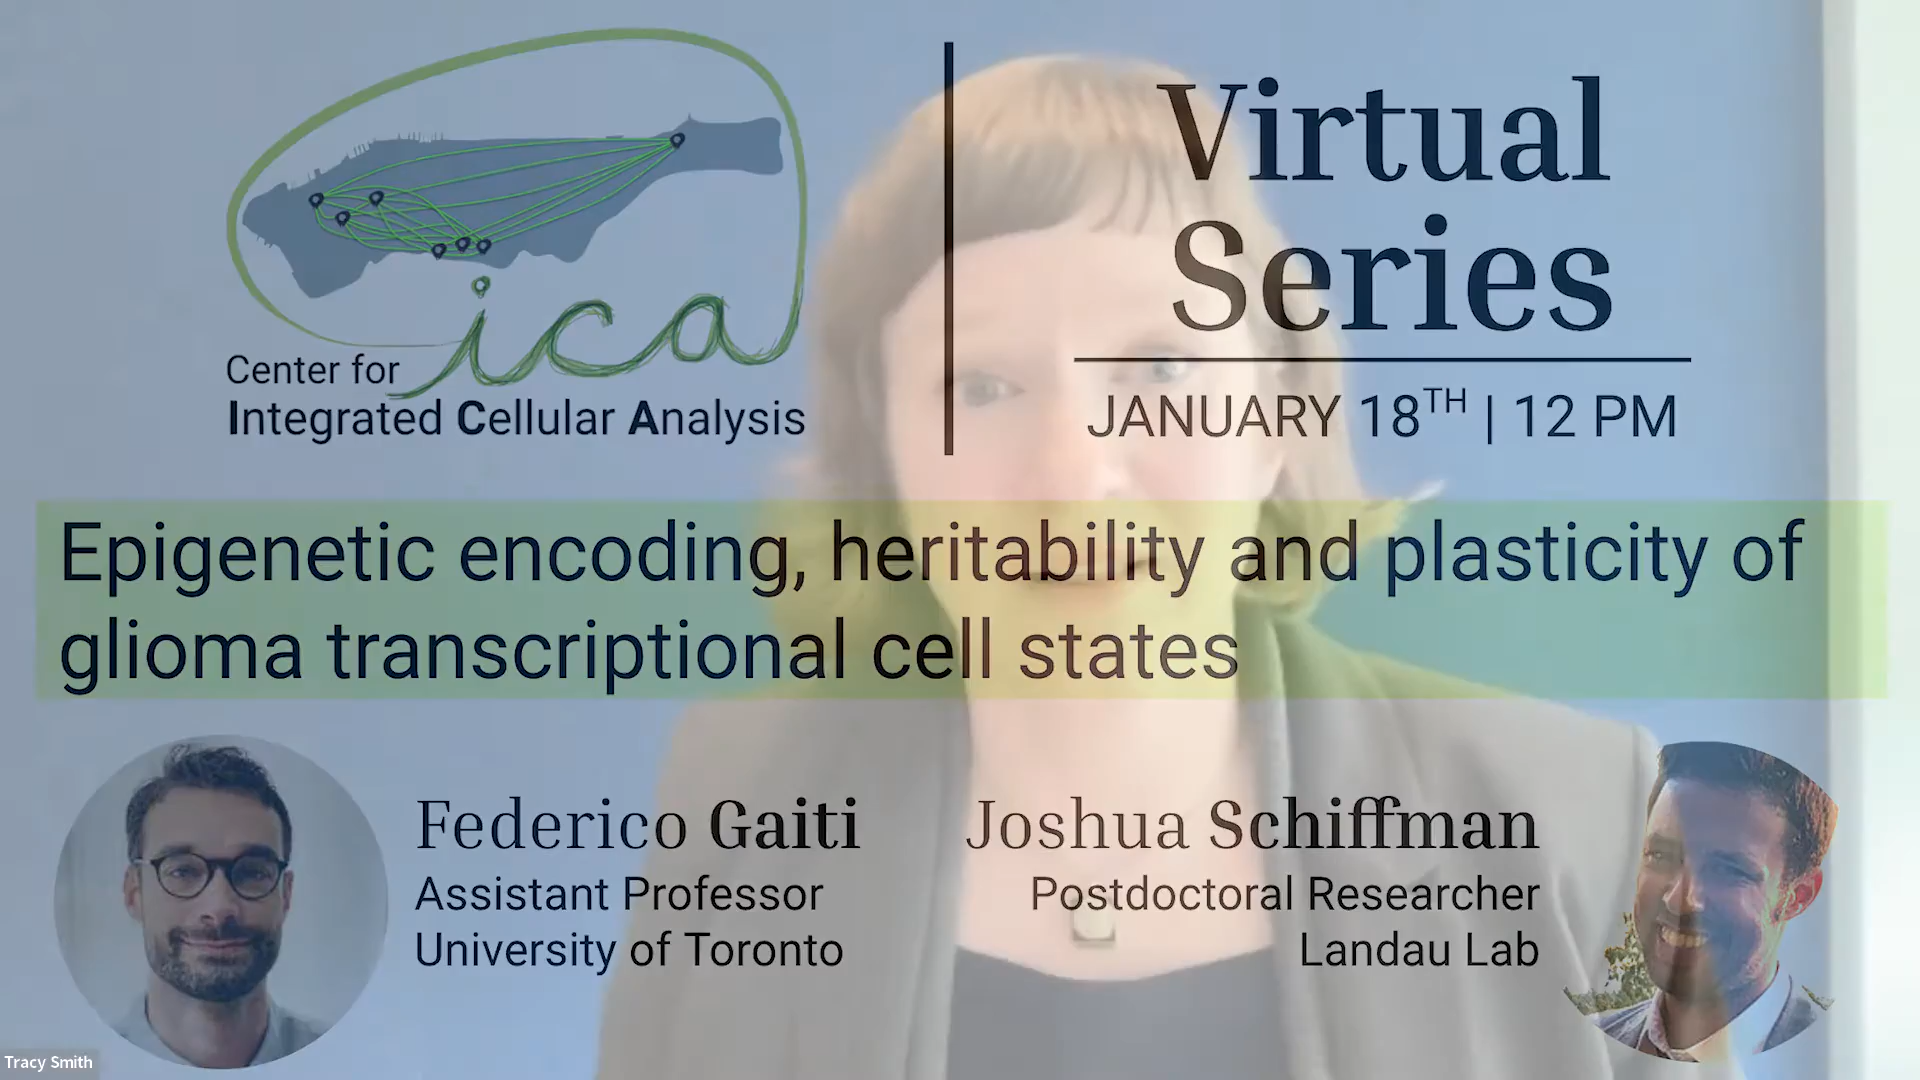 ica
Center for
Integrated Cellular Analysis
Virtual
Series
JANUARY 18TH | 12 PM
Epigenetic encoding, heritability and plasticity of
glioma transcriptional cell states
Federico Gaiti
Assistant Professor
University of Toronto
Joshua Schiffman
Postdoctoral Researcher
Landau Lab
Tracy Smith